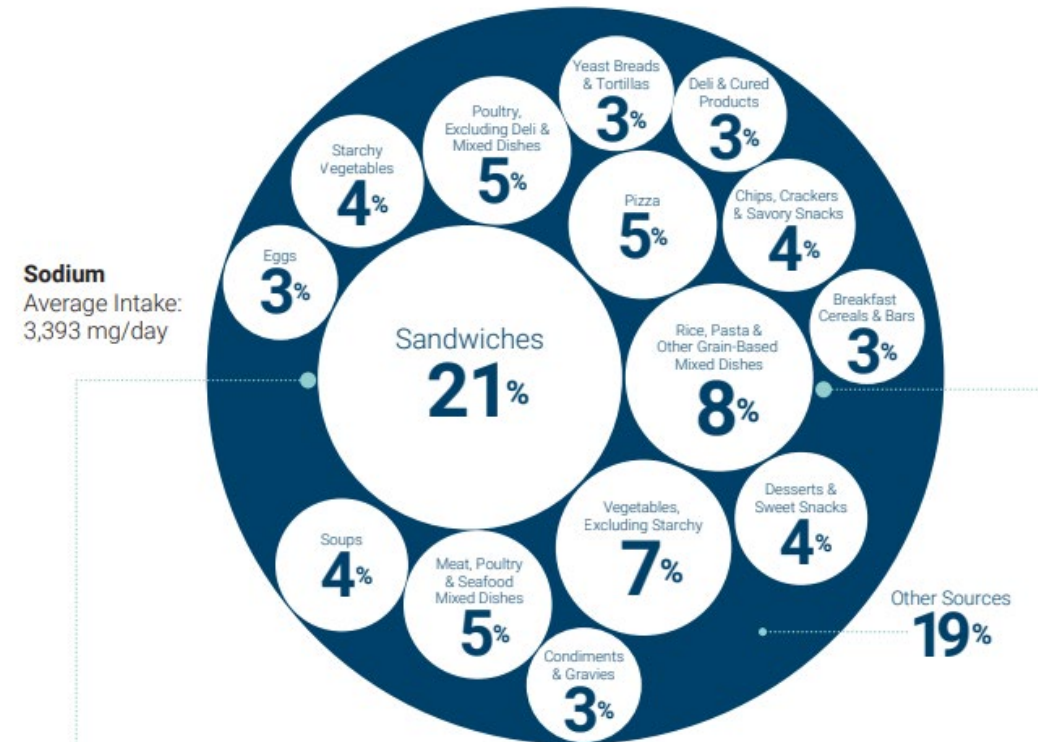 Yeast Breads
& Tortillas
3%
Deli & Cured
Products
3%
Poultry,
Excluding Deli &
Mixed Dishes
5%
Starchy
Vegetables
4%
Pizza
5%
Chips, Crackers
& Savory Snacks
4%
Eggs
3%
Sodium
Average Intake:
3,393 mg/day
Breakfast
Cereals & Bars
3%
Sandwiches
21%
Rice, Pasta &
Other Grain-Based
Mixed Dishes
8%
Desserts &
Sweet Snacks
4%
Vegetables,
Excluding Starchy
7%
Soups
4%
Meat, Poultry
& Seafood
Mixed Dishes
5%
Other Sources
19%
Condiments
& Gravies
3%